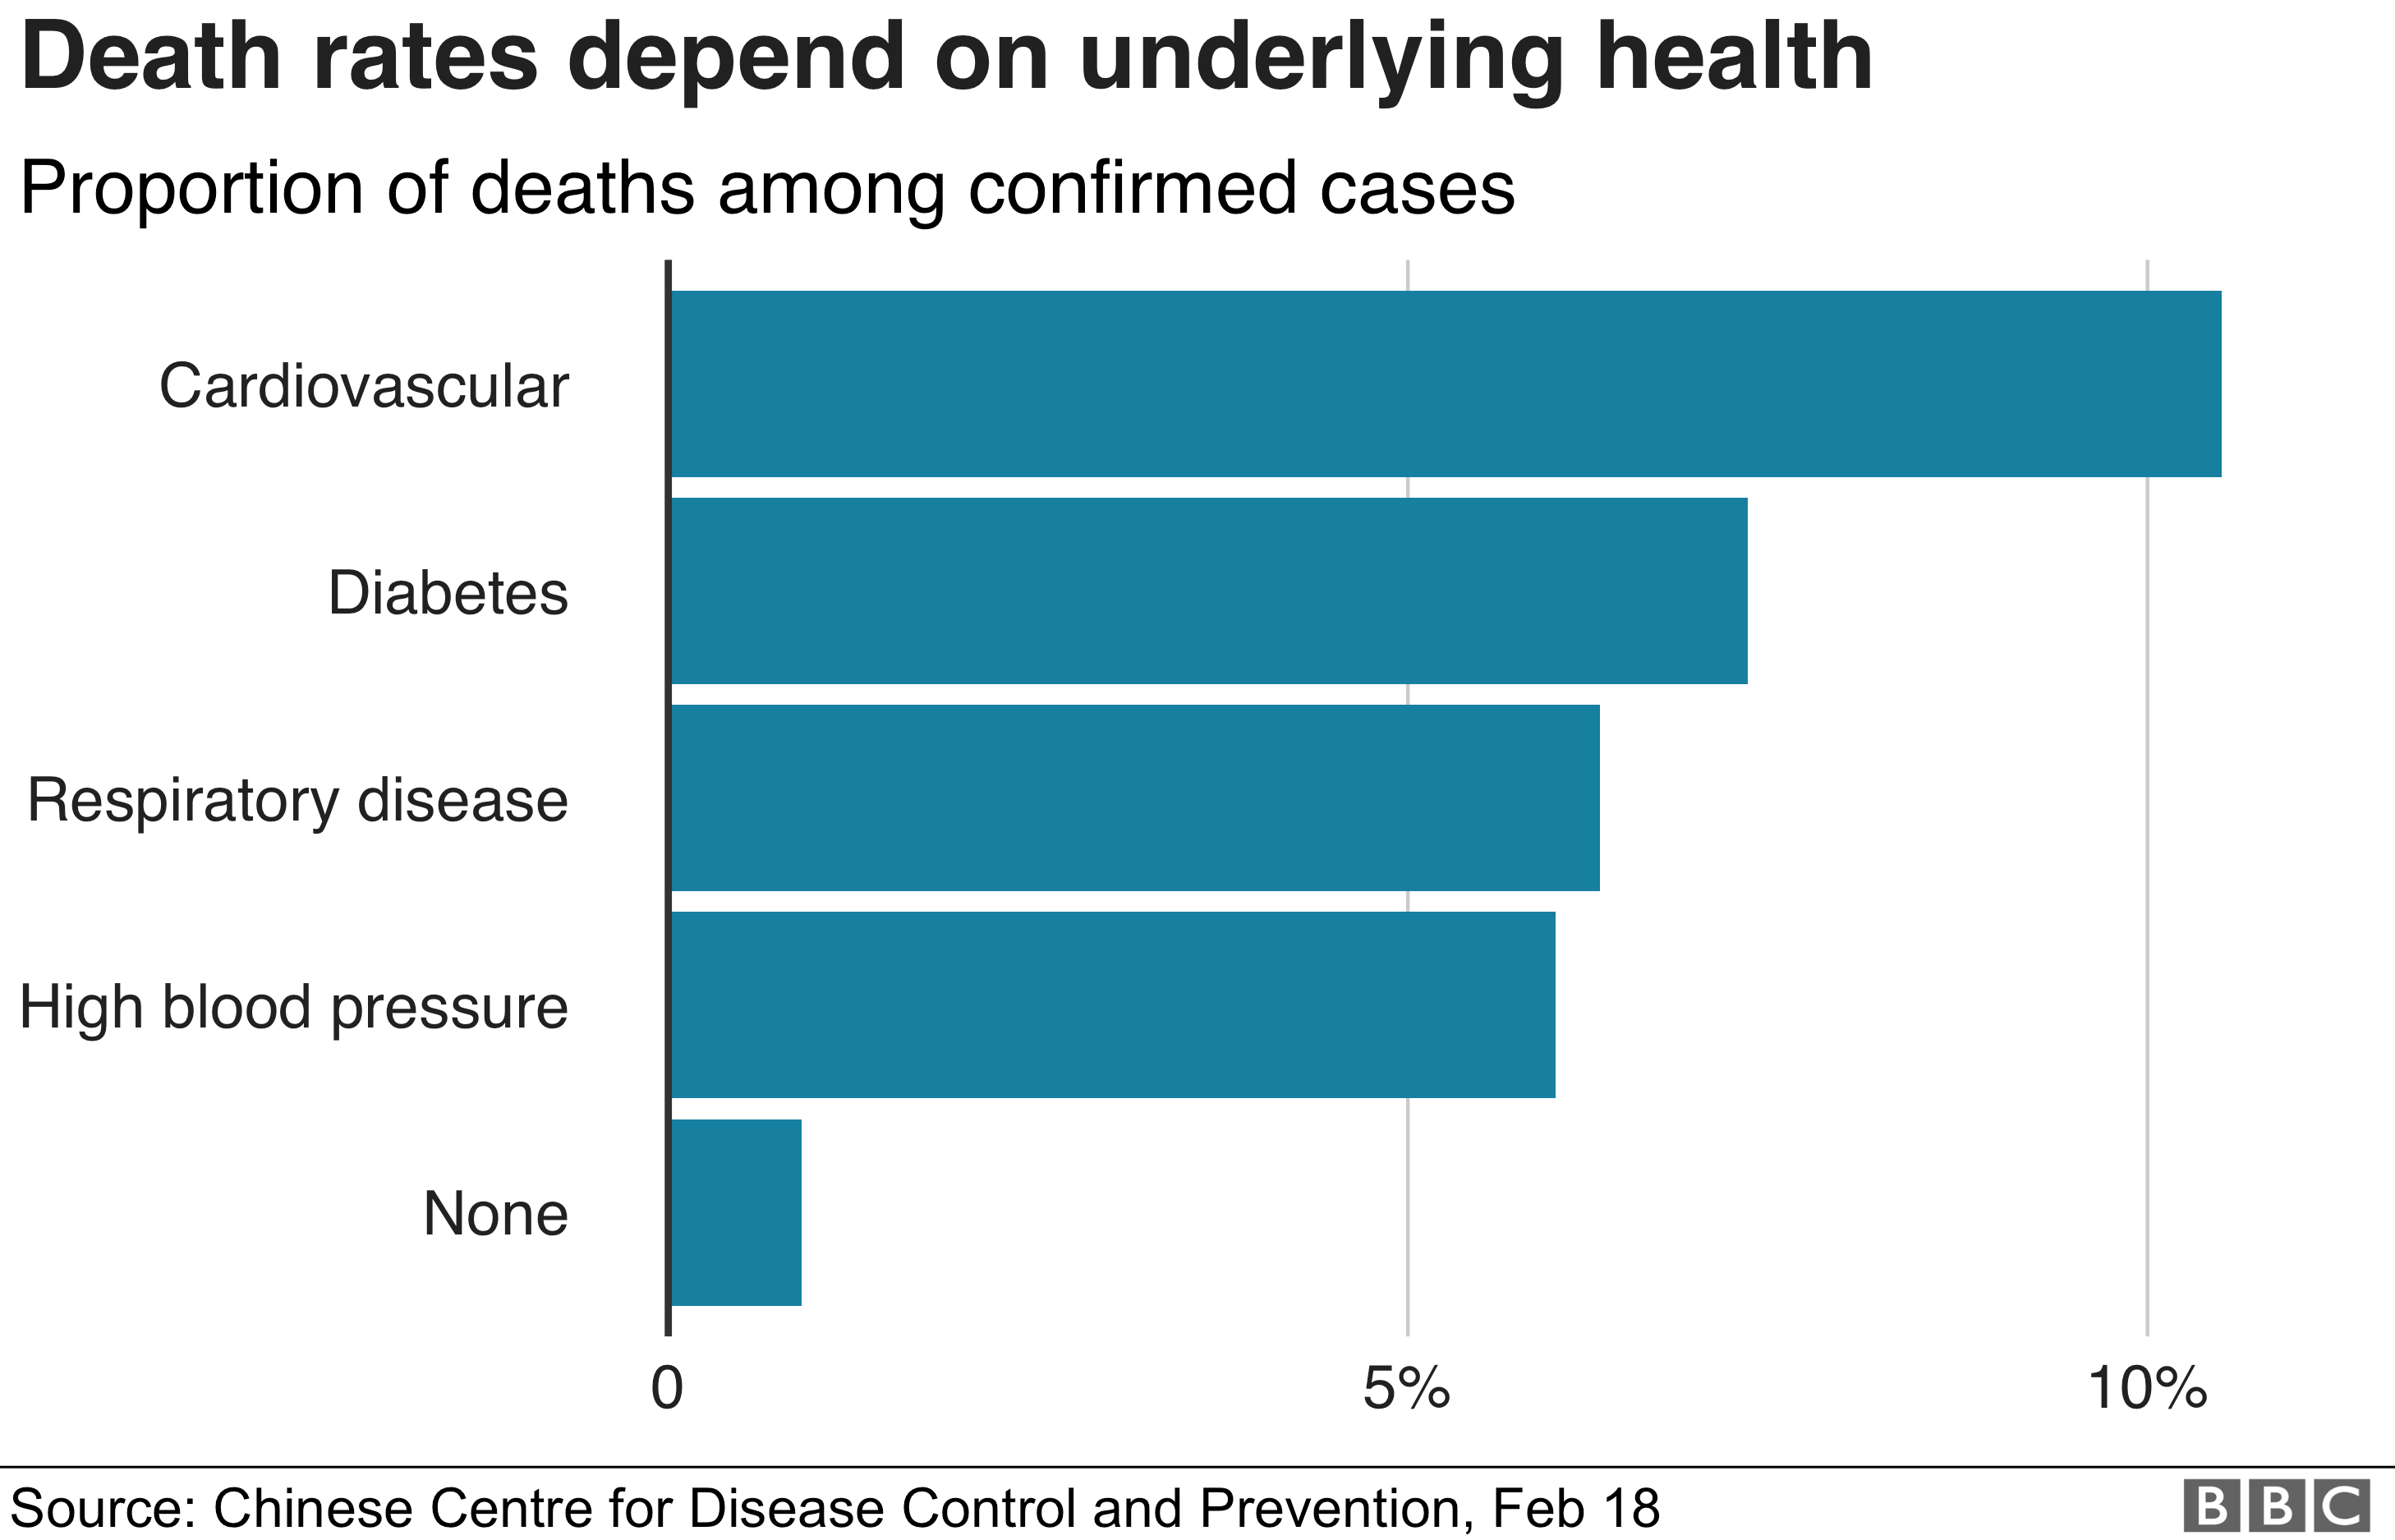 Death rates depend on underlying health
Proportion of deaths among confirmed cases
Cardiovascular
Diabetes
Respiratory disease
High blood pressure
None
0 5% 10%
Source: Chinese Centre for Disease Control and Prevention, Feb 18
BBC